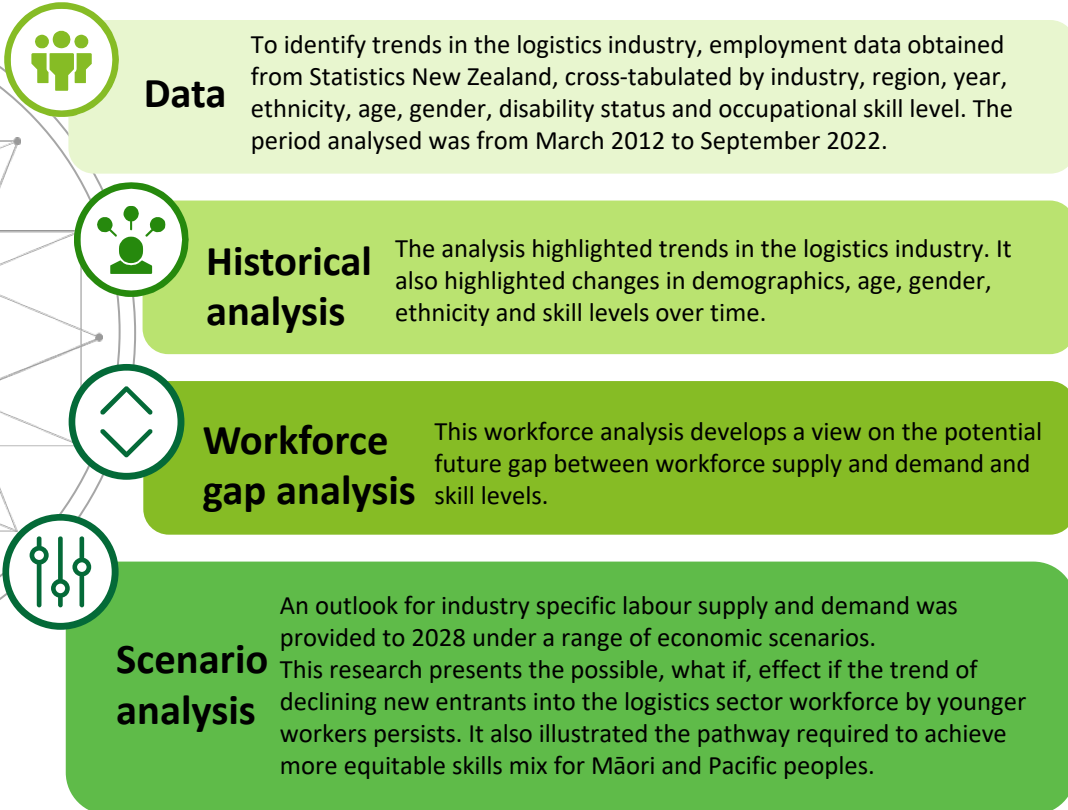 Data
To identify trends in the logistics industry, employment data obtained
from Statistics New Zealand, cross-tabulated by industry, region, year,
ethnicity, age, gender, disability status and occupational skill level. The
period analysed was from March 2012 to September 2022.
Historical
analysis
The analysis highlighted trends in the logistics industry. It
also highlighted changes in demographics, age, gender,
ethnicity and skill levels over time.
Workforce
gap analysis
This workforce analysis develops a view on the potential
future gap between workforce supply and demand and
skill levels.
Scenario
analysis
An outlook for industry specific labour supply and demand was
provided to 2028 under a range of economic scenarios.
This research presents the possible, what if, effect if the trend of
declining new entrants into the logistics sector workforce by younger
workers persists. It also illustrated the pathway required to achieve
more equitable skills mix for Māori and Pacific peoples.